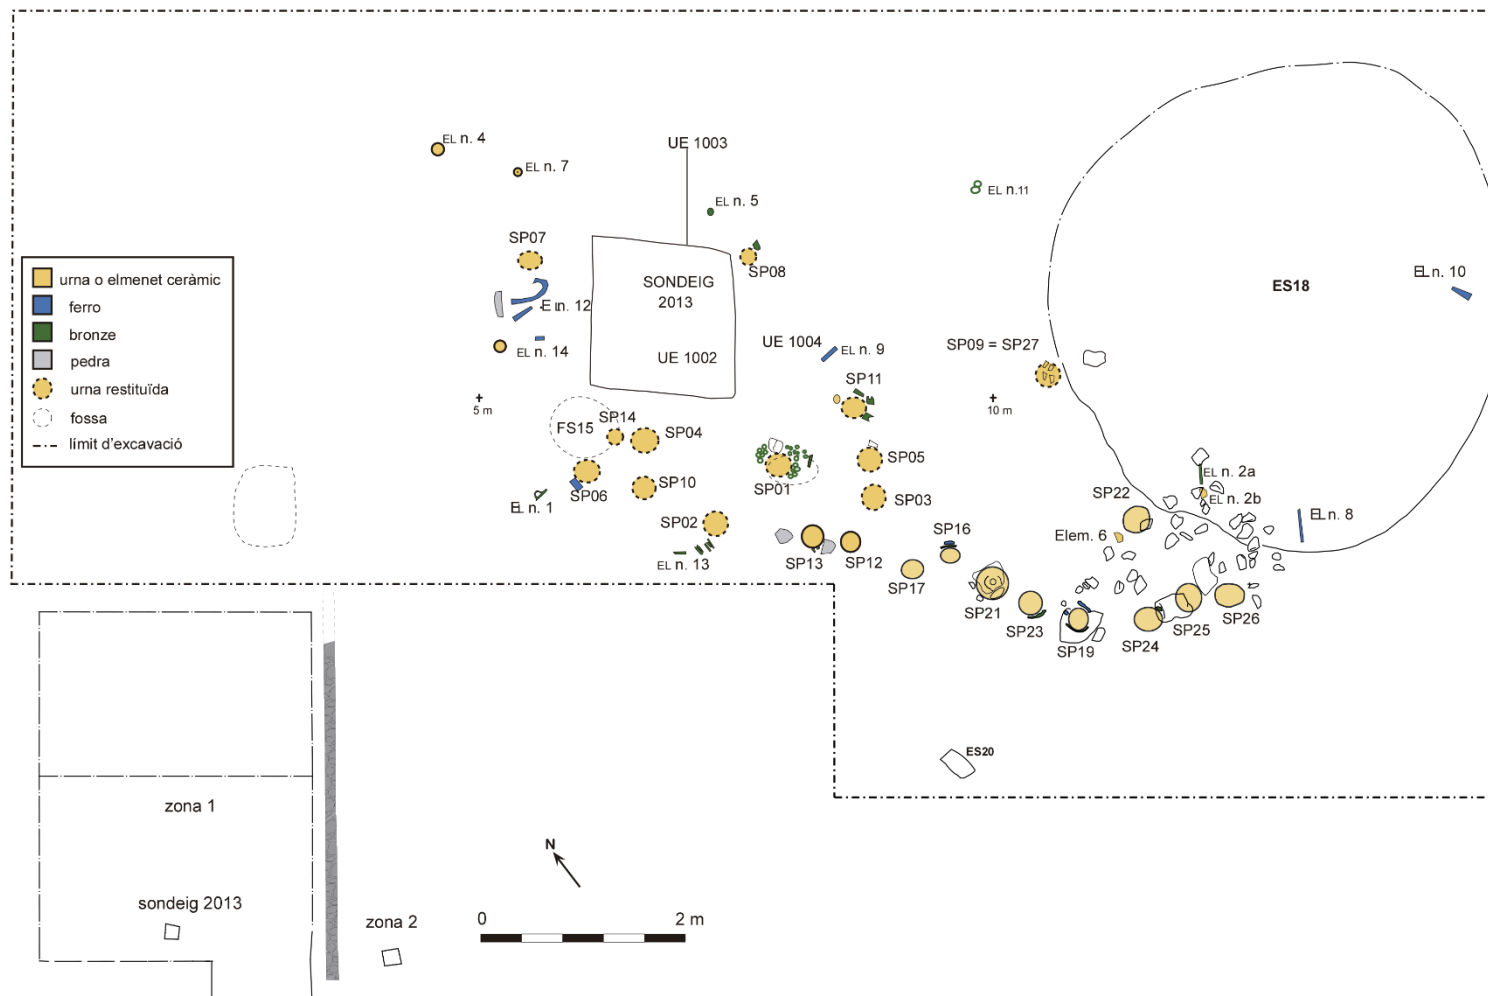 EL n. 4
UE 1003
EL n. 7
EL n.11
EL n. 5
SP07
SP08
SONDEIG
2013
ES18
EL n. 10
urna o elmenet ceràmic
ferro
bronze
pedra
urna restituïda
fossa
límit d'excavació
n. 12
EL n. 14
UE 1002
UE 1004
EL n. 9
SP09 = SP27
SP11
5 m
10 m
SP14
FS15
SP04
SP05
SP06
SP10
SP01
SP03
EL n. 1
SP02
EL n. 2a
EL n. 2b
SP22
EL n. 8
Elem. 6
SP16
EL n. 13
SP13
SP12
SP17
SP21
SP23
SP19
SP24
SP25
SP26
ES20
zona 1
sondeig 2013
zona 2
N
0
2 m